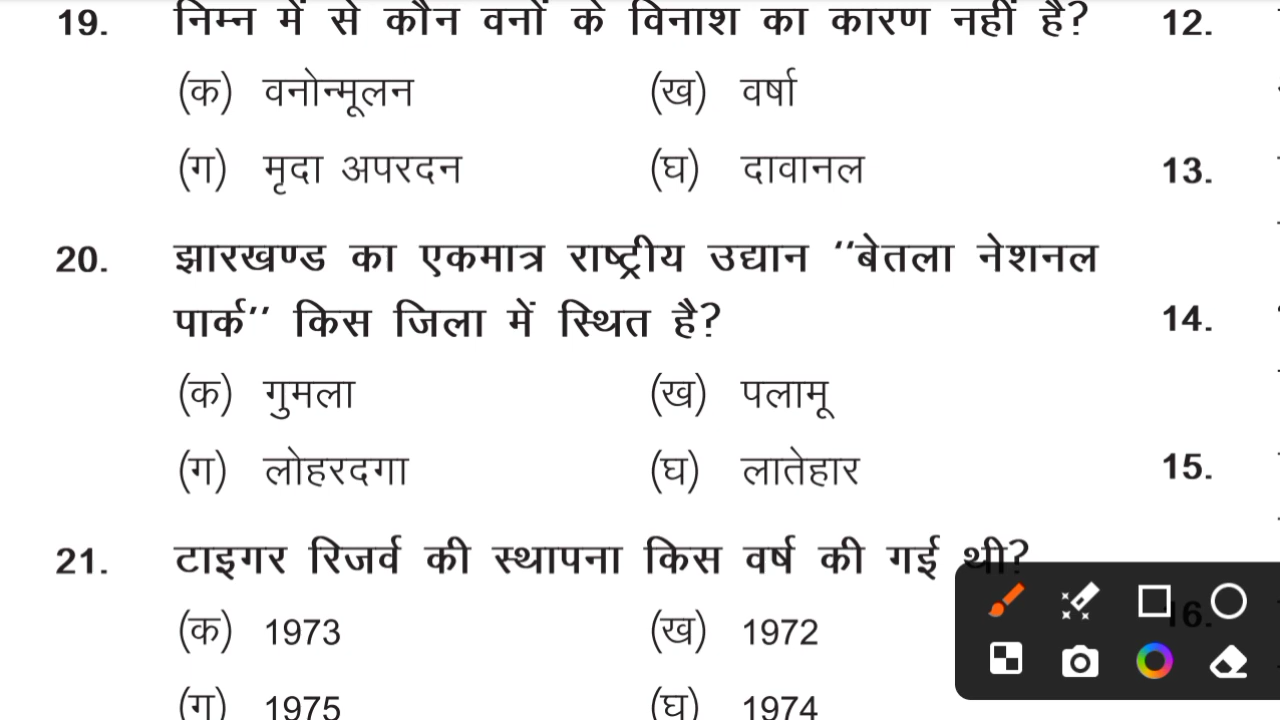 19. निम्न में से कौन वनों के विनाश का कारण नहीं है? 12.
(क) वनोन्मूलन (ख) वर्षा
(ग) मृदा अपरदन (घ) दावानल 13.
20. झारखण्ड का एकमात्र राष्ट्रीय उद्यान ‘‘बेतला नेशनल
पार्क’’ किस जिला में स्थित है? 14.
(क) गुमला (ख) पलामू
(ग) लोहरदगा (घ) लातेहार 15.
21. टाइगर रिजर्व की स्थापना किस वर्ष की गई थी?
(क) 1973 (ख) 1972 16.
(ग) 1975 (घ) 1974